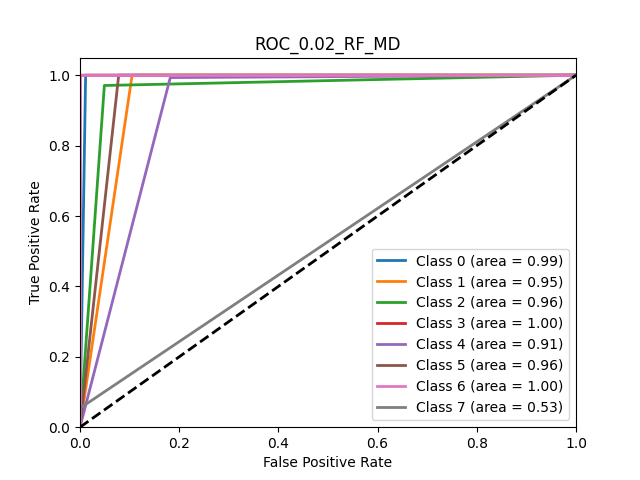 ROC_0.02_RF_MD
True Positive Rate
1.0
0.8
0.6
0.4
0.2
0.0
Class 0 (area = 0.99)
Class 1 (area = 0.95)
Class 2 (area = 0.96)
Class 3 (area = 1.00)
Class 4 (area = 0.91)
Class 5 (area = 0.96)
Class 6 (area = 1.00)
Class 7 (area = 0.53)
0.0 0.2 0.4 0.6 0.8 1.0
False Positive Rate